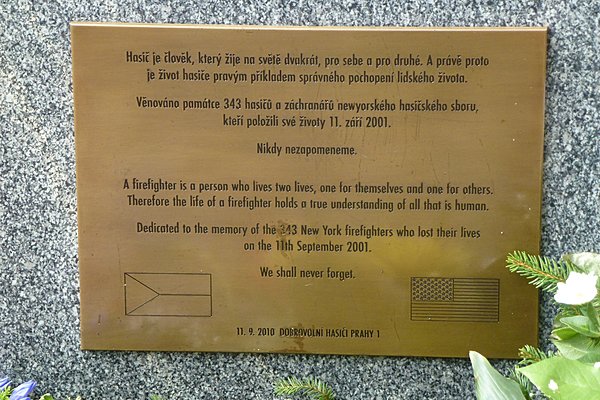 Hasič je člověk, který žije na světě dvakrát, pro sebe a pro druhé. A právě proto
je život hasiče pravým příkladem správného pochopení lidského života.
Věnováno památce 343 hasičů a záchranářů newyorského hasičského sboru,
kteří položili své životy 11. září 2001.
Nikdy nezapomeneme.
A firefighter is a person who lives two lives, one for themselves and one for others.
Therefore the life of a firefighter holds a true understanding of all that is human.
Dedicated to the memory of the 343 New York firefighters who lost their lives
on the 11th September 2001.
We shall never forget.
11. 9. 2010 DOBROVOLNÍ HASIČI PRAHY 1